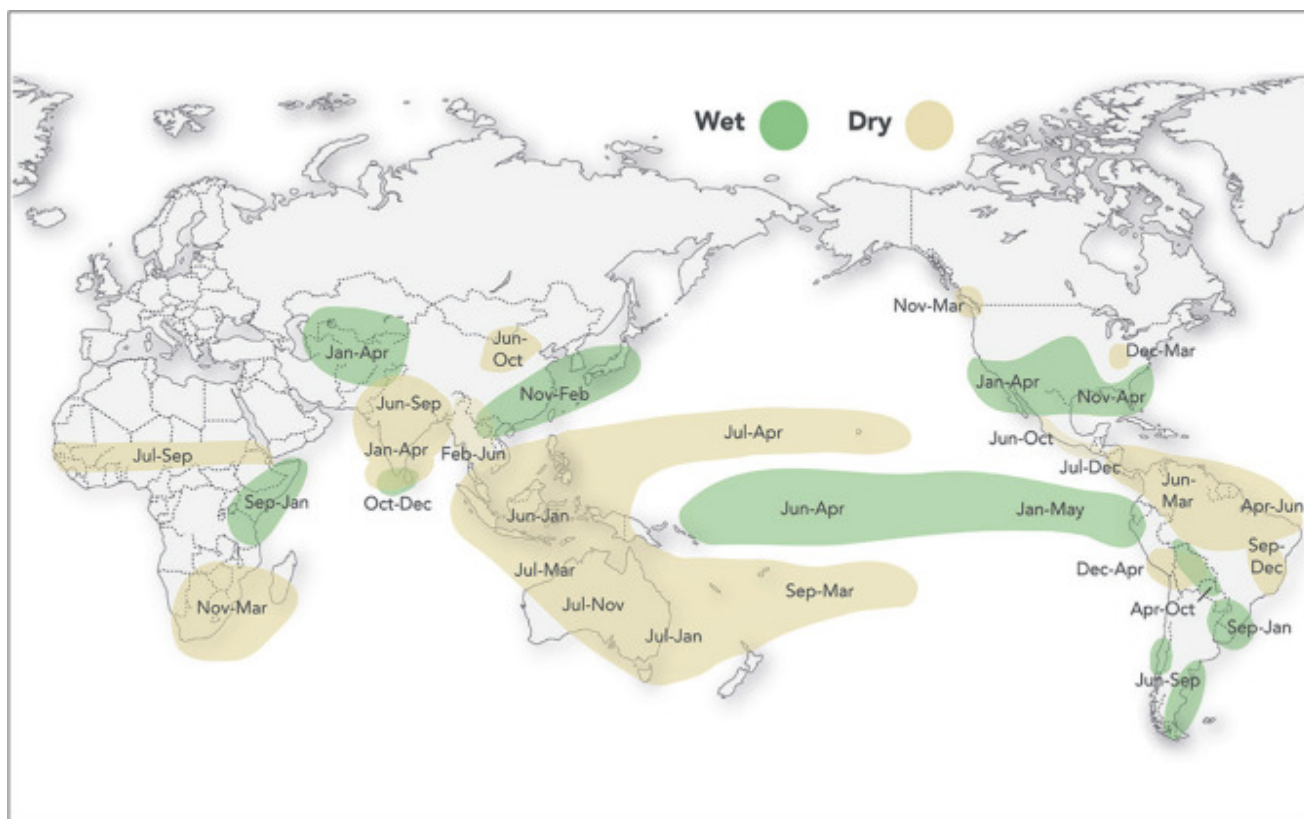 Wet
Dry
Nov-Mar
Jan-Apr
Jun-
Oct
Dec-Mar
Nov-Feb
Jan-Apr
Nov-Apr
Jun-Sep
Jul-Apr
Jun-Oct
Jul-Sep
Jan-Apr
Feb-Jun
Jul-Dec
Sep-Jan
Oct-Dec
Jun-
Mar
Jun-Jan
Jun-Apr
Jan-May
Apr-Jun
Sep-
Dec
Jul-Mar
Dec-Apr
Nov-Mar
Jul-Nov
Sep-Mar
Apr-Oct
Jul-Jan
Sep-Jan
Jun-Sep